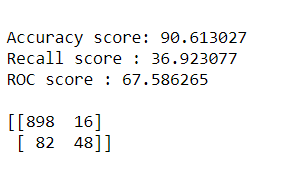 Accuracy score: 90.613027
Recall score : 36.923077
ROC score : 67.586265
[[898 16]
[ 82 48]]